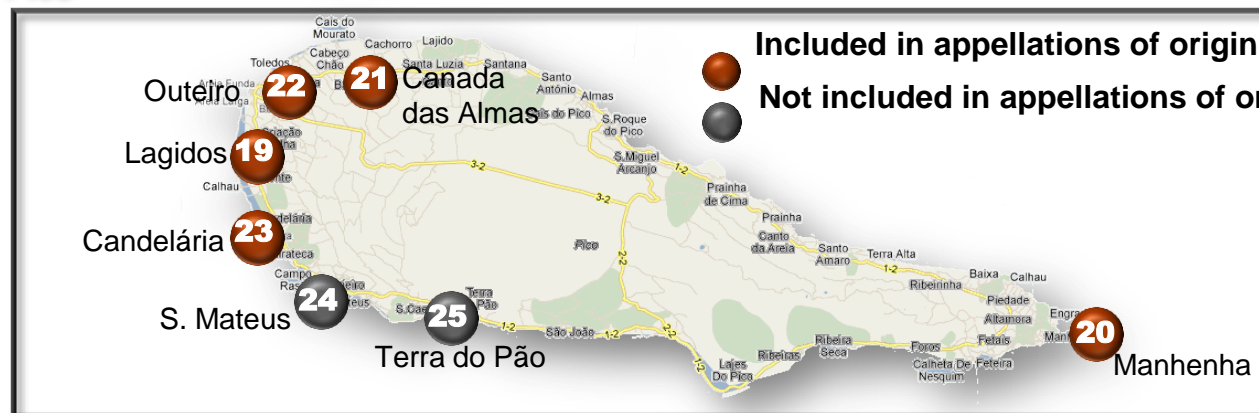 Included in appellations of origin
Not included in appellations of or
Cais do
Mourato
Cachorro
Lajido
Cabeço
Chão
Toledos
Santa Luzia
Santana
Santo
António
Almas
Outeiro
22
21
Canada
das Almas
do Pico
S.Roque
do Pico
Lagidos
19
Criação
3-2
S.Miguel
Arcanjo
1-2
Calhau
3-2
Prainha
de Cima
Candelária
23
Prainha
Canto
da Areia
Pico
2-2
Santo
Amaro
Terra Alta
1-2
Ribeirinha
Baixa
Calhau
Campo
24
S. Mateus
25
Terra
Pão
1-2
São João
2-2
Piedade
Altamora
20
Manhenha
Terra do Pão
1-2
Lajes
Do Pico
Ribeiras
Ribeira
Seca
Foros
Fetais
Calheta De
Nesquim
Feteira